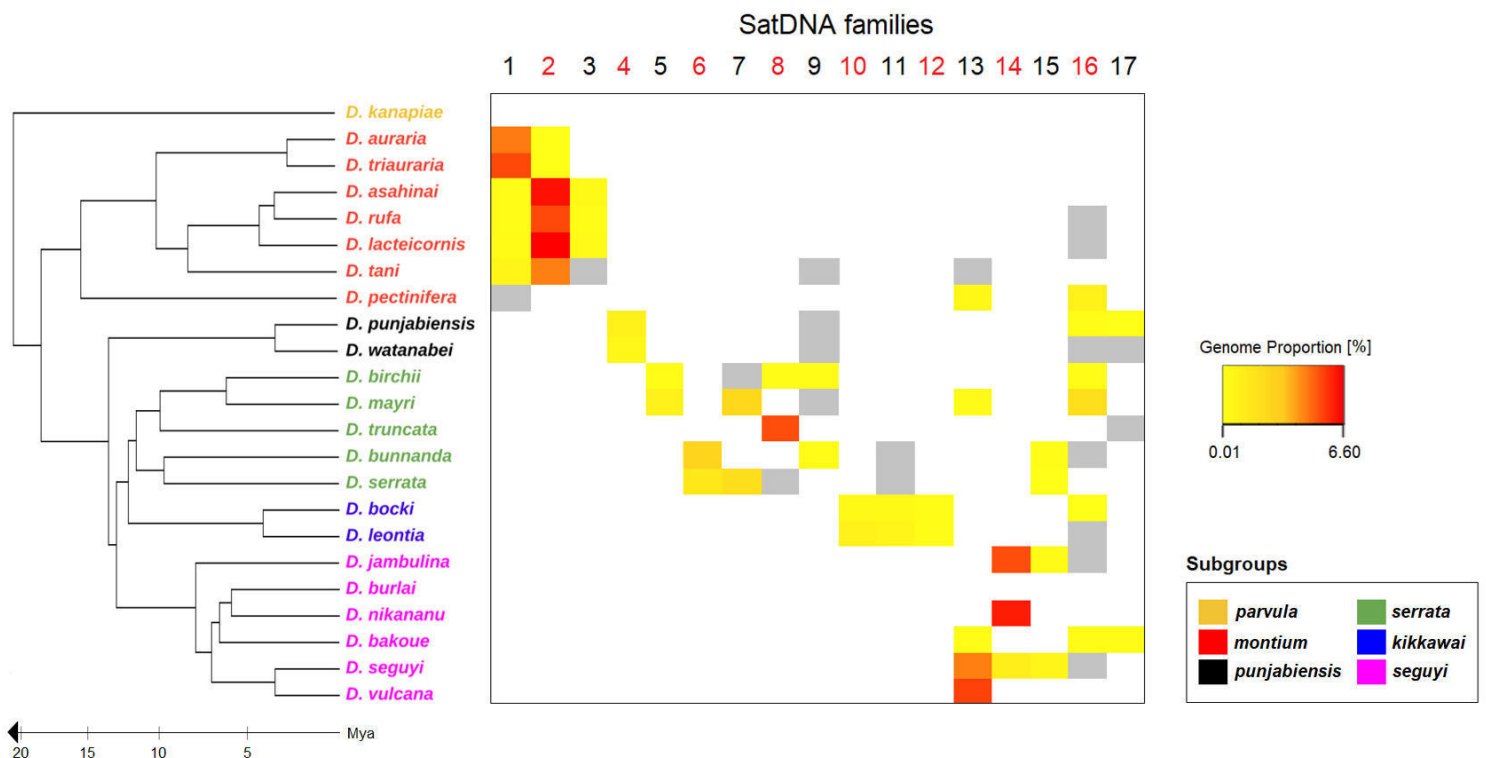 SatDNA families
1 2 3 4 5 6 7 8 9 10 11 12 13 14 15 16 17
D. kanapiae
D. auraria
D. triauraria
D. asahinai
D. rufa
D. lacteicornis
D. tani
D. pectinifera
D. punjabiensis
D. watanabei
D. birchii
D. mayri
D. truncata
D. bunnanda
D. serrata
D. bocki
D. leontia
D. jambulina
D. burlai
D. nikananu
D. bakoue
D. seguyi
D. vulcana
Mya
20 15 10 5
Genome Proportion [%]
0.01 6.60
Subgroups
parvula serrata
montium kikkawai
punjabiensis seguyi